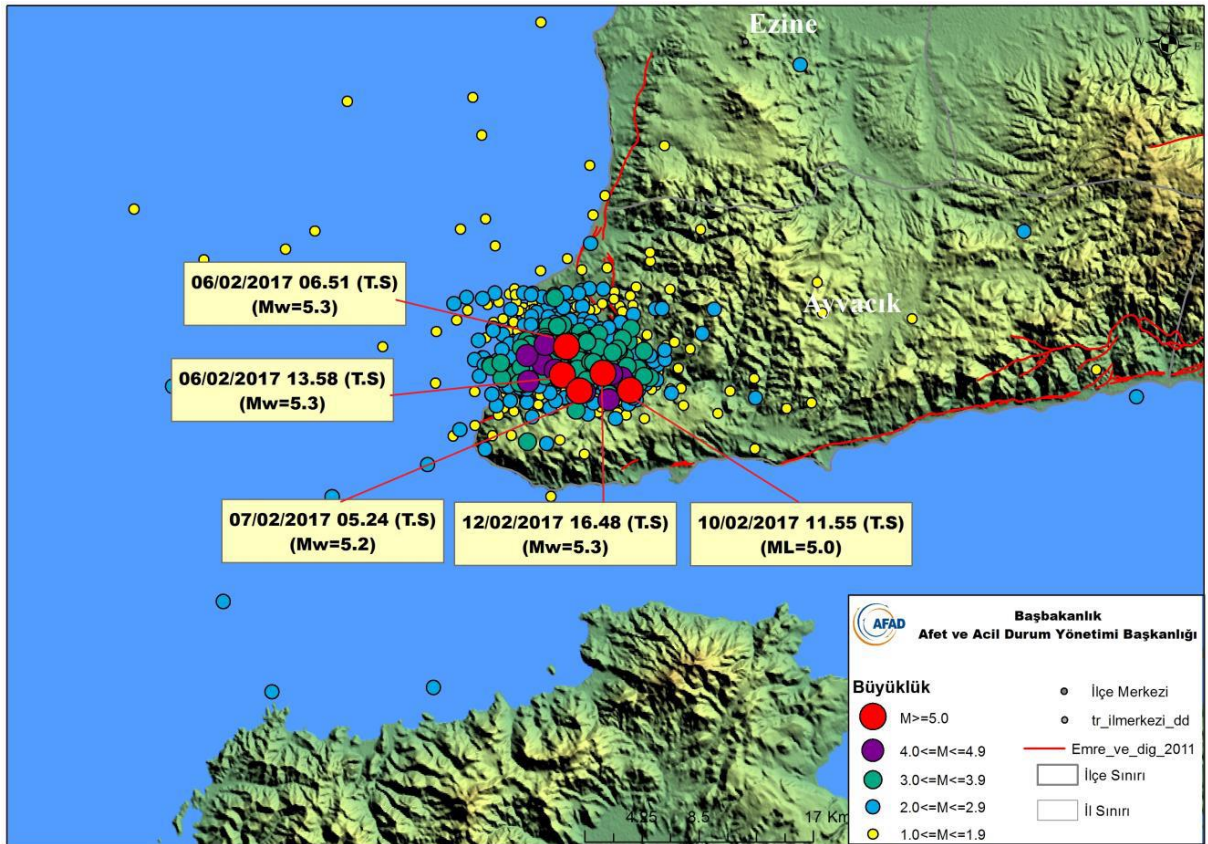 Ezine
W E
Ayvacık
06/02/2017 06.51 (T.S)
(Mw=5.3)
06/02/2017 13.58 (T.S)
(Mw=5.3)
07/02/2017 05.24 (T.S)
(Mw=5.2)
12/02/2017 16.48 (T.S)
(Mw=5.3)
10/02/2017 11.55 (T.S)
(ML=5.0)
AFAD
Başbakanlık
Afet ve Acil Durum Yönetimi Başkanlığı
Büyüklük
M>=5.0
4.0<=M<=4.9
3.0<=M<=3.9
2.0<=M<=2.9
1.0<=M<=1.9
İlçe Merkezi
tr_ilmerkezi_dd
Emre_ve_dig_2011
İlçe Sınırı
İl Sınırı
4.25 8.5 17 Km